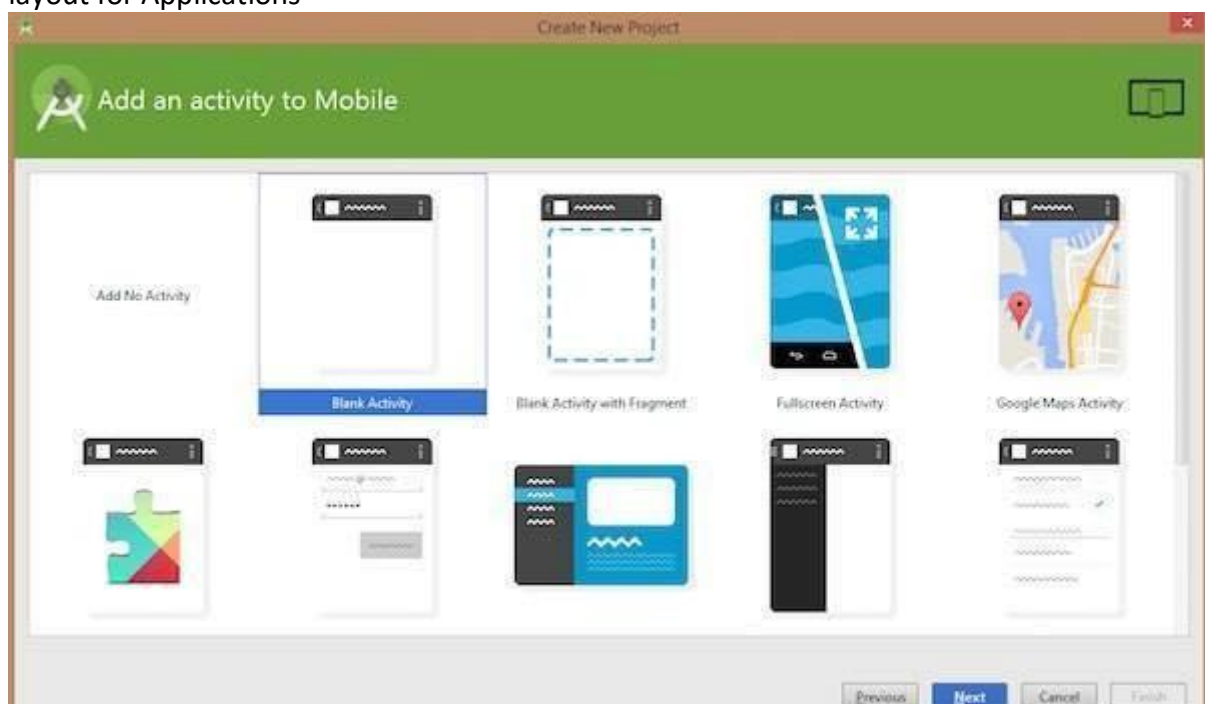 layout for Applications
Create New Project
Add an activity to Mobile
Add No Activity
Blank Activity
Blank Activity with Fragment
Fullscreen Activity
Google Maps Activity
Previous
Next
Cancel
Finish